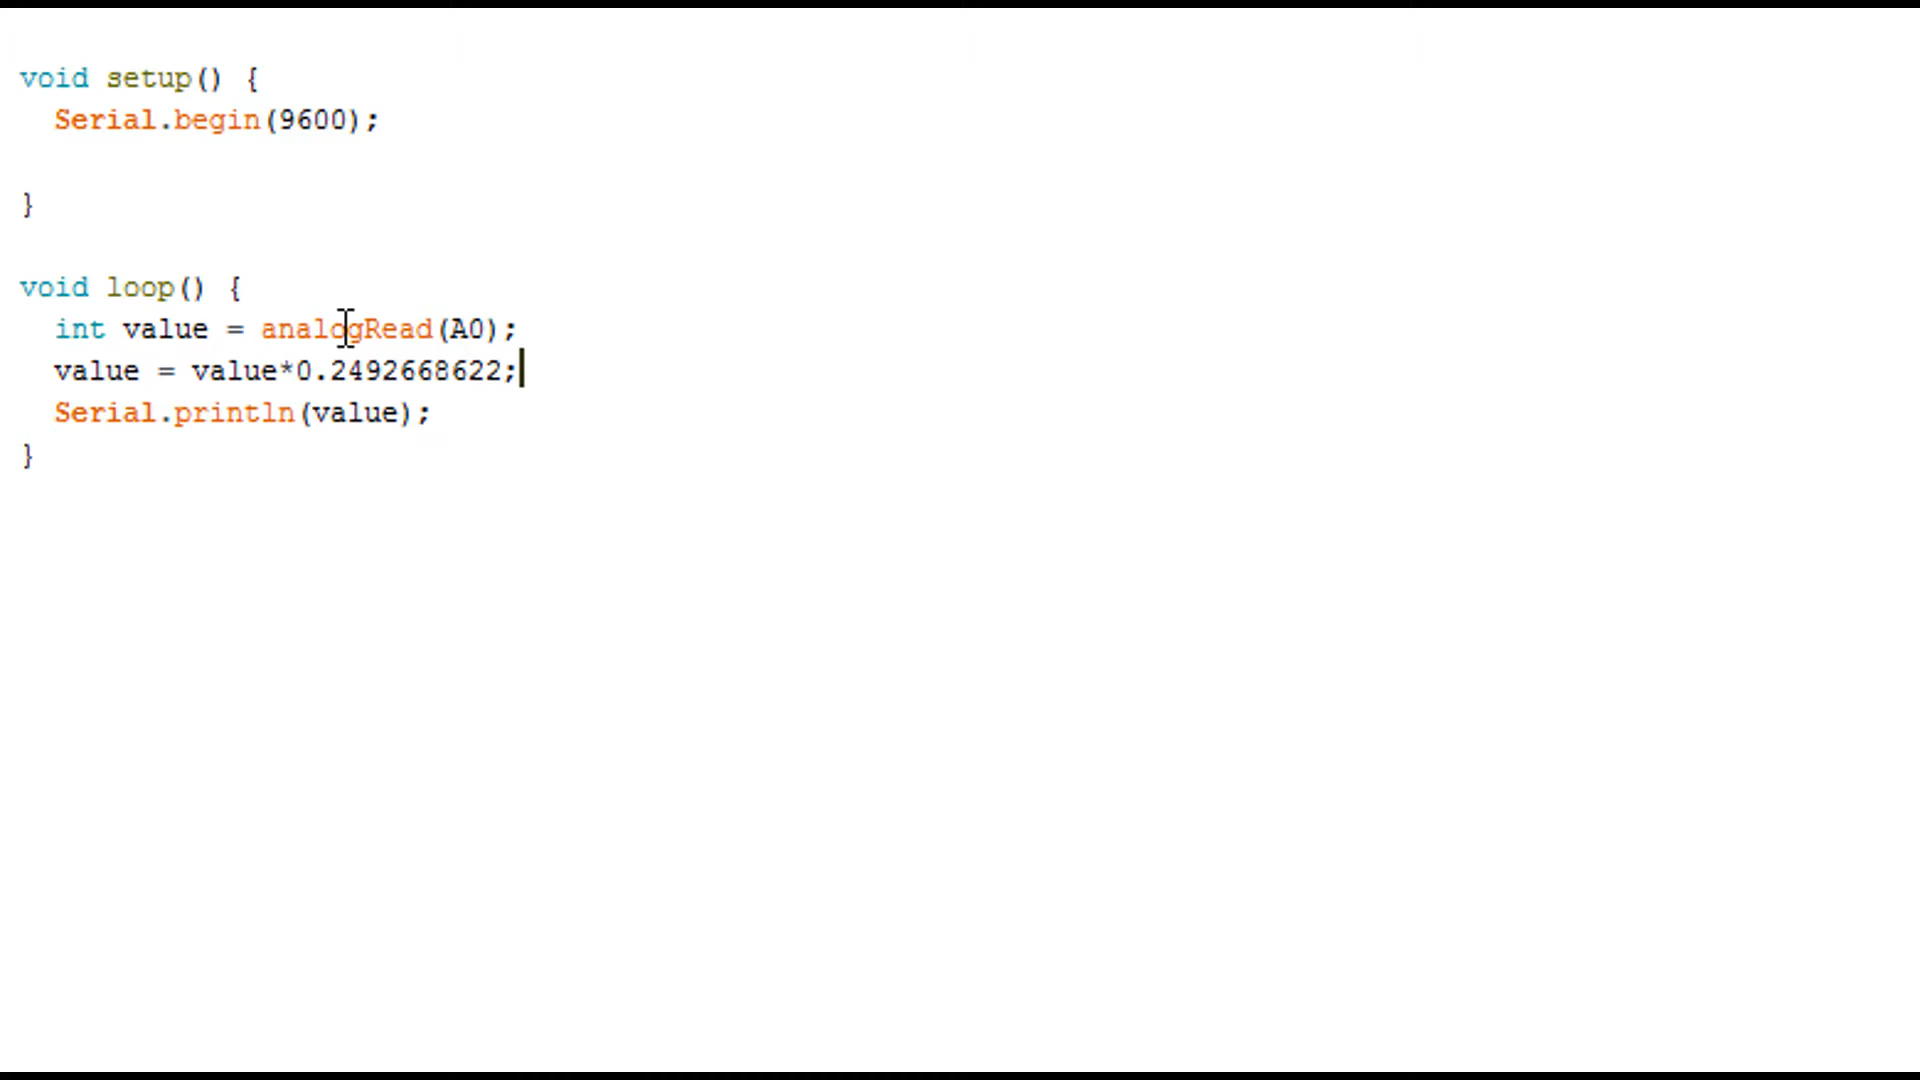 void setup() {
  Serial.begin(9600);
}
void loop() {
  int value = analogRead(A0);
  value = value*0.2492668622;
  Serial.println(value);
}